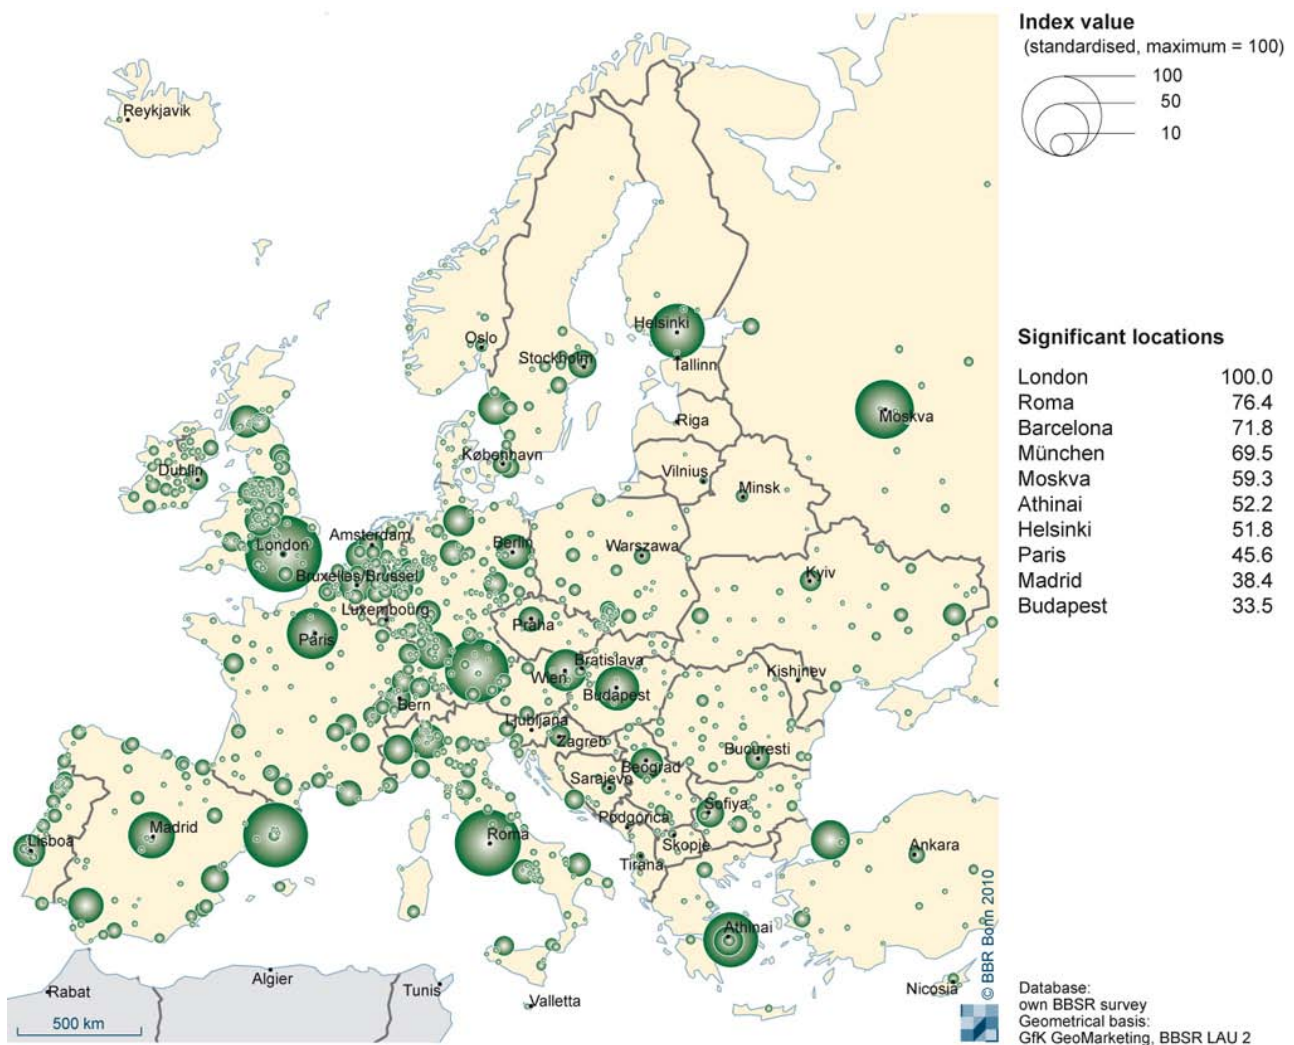 Index value
(standardised, maximum = 100)
100
50
10
Reykjavik
Helsinki
Oslo
Stockholm
Tallinn
Moskva
Riga
København
Dublin
Vilnius
Minsk
Amsterdam
London
Berlin
Warszawa
Bruxelles/Brussel
Kyiv
Luxembourg
Praha
Paris
Bratislava
Wien
Kishinev
Budapest
Bern
Ljubljana
Zagreb
Bucuresti
Beograd
Sarajevo
Sofiya
Madrid
Podgorica
Roma
Lisboa
Skopje
Ankara
Tirana
Athinai
Algier
Tunis
Rabat
Nicosia
Valletta
500 km
© BBR Bonn 2010
Significant locations
London 100.0
Roma 76.4
Barcelona 71.8
München 69.5
Moskva 59.3
Athinai 52.2
Helsinki 51.8
Paris 45.6
Madrid 38.4
Budapest 33.5
Database:
own BBSR survey
Geometrical basis:
GfK GeoMarketing, BBSR LAU 2